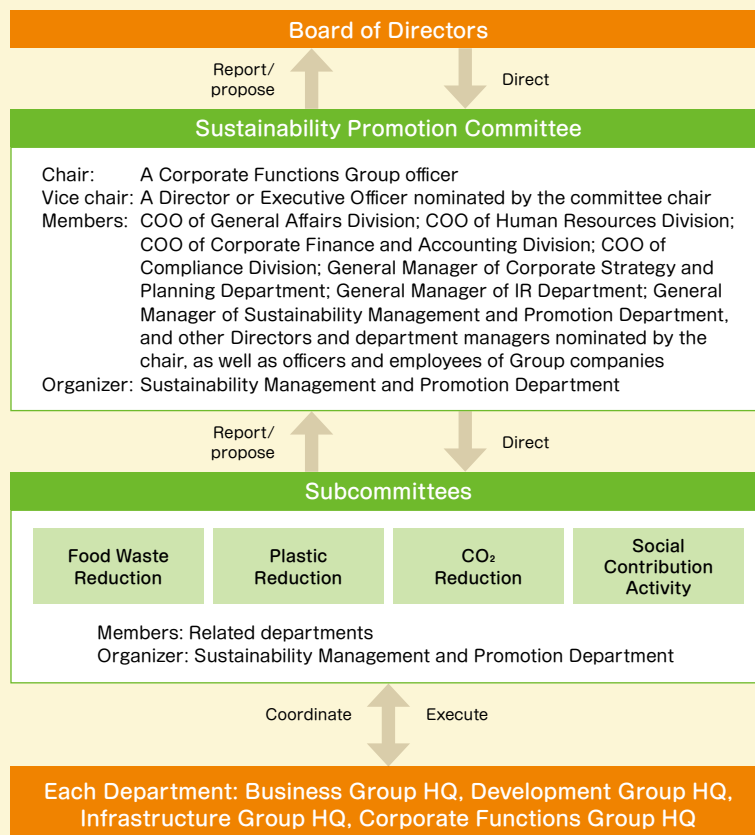 Board of Directors
Report/
propose
Direct
Sustainability Promotion Committee
Chair: A Corporate Functions Group officer
Vice chair: A Director or Executive Officer nominated by the committee chair
Members: COO of General Affairs Division; COO of Human Resources Division;
COO of Corporate Finance and Accounting Division; COO of
Compliance Division; General Manager of Corporate Strategy and
Planning Department; General Manager of IR Department; General
Manager of Sustainability Management and Promotion Department,
and other Directors and department managers nominated by the
chair, as well as officers and employees of Group companies
Organizer: Sustainability Management and Promotion Department
Report/
propose
Direct
Subcommittees
Food Waste
Reduction
Plastic
Reduction
CO₂
Reduction
Social
Contribution
Activity
Members: Related departments
Organizer: Sustainability Management and Promotion Department
Coordinate
Execute
Each Department: Business Group HQ, Development Group HQ,
Infrastructure Group HQ, Corporate Functions Group HQ